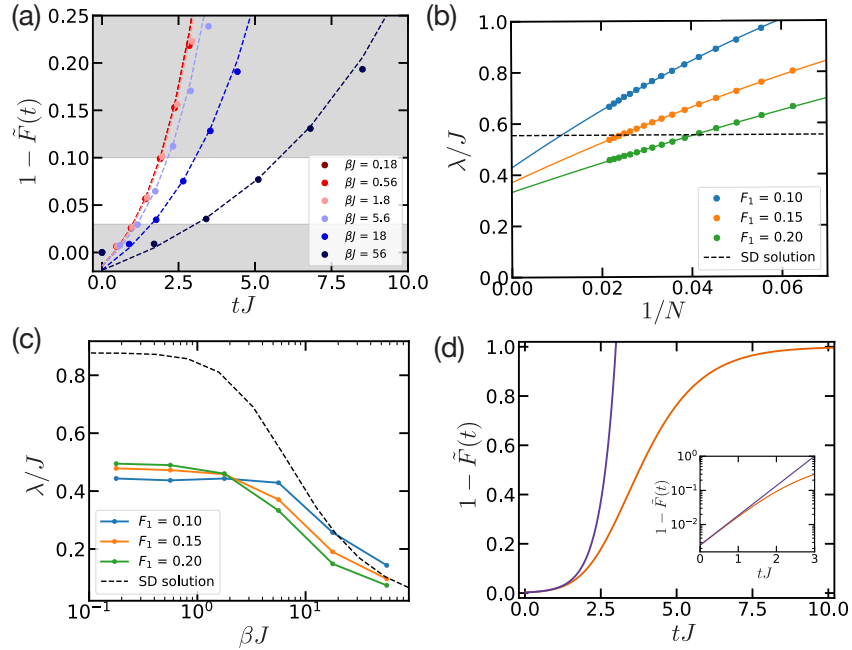 (a)
1 − F̃(t)
0.25
0.20
0.15
0.10
0.05
0.00
0.0
2.5
5.0
7.5
10.0
tJ
βJ = 0.18
βJ = 0.56
βJ = 1.8
βJ = 5.6
βJ = 18
βJ = 56
(b)
λ/J
1.0
0.8
0.6
0.4
0.2
0.0
0.00
0.02
0.04
0.06
1/N
F₁ = 0.10
F₁ = 0.15
F₁ = 0.20
SD solution
(c)
λ/J
0.8
0.6
0.4
0.2
10⁻¹
10⁰
10¹
βJ
F₁ = 0.10
F₁ = 0.15
F₁ = 0.20
SD solution
(d)
1 − F̃(t)
1.0
0.8
0.6
0.4
0.2
0.0
0.0
2.5
5.0
7.5
10.0
tJ
1 − F̃(t)
10⁰
10⁻¹
10⁻²
0
1
2
3
tJ